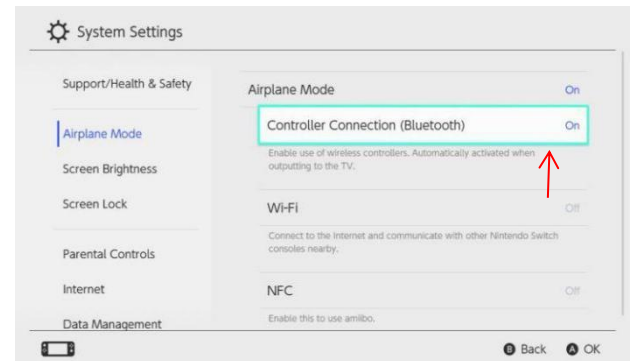 System Settings
Support/Health & Safety
Airplane Mode
Screen Brightness
Screen Lock
Parental Controls
Internet
Data Management
Airplane Mode On
Controller Connection (Bluetooth) On
Enable use of wireless controllers. Automatically activated when
outputting to the TV.
Wi-Fi Off
Connect to the Internet and communicate with other Nintendo Switch
consoles nearby.
NFC Off
Enable this to use amiibo.
B Back A OK